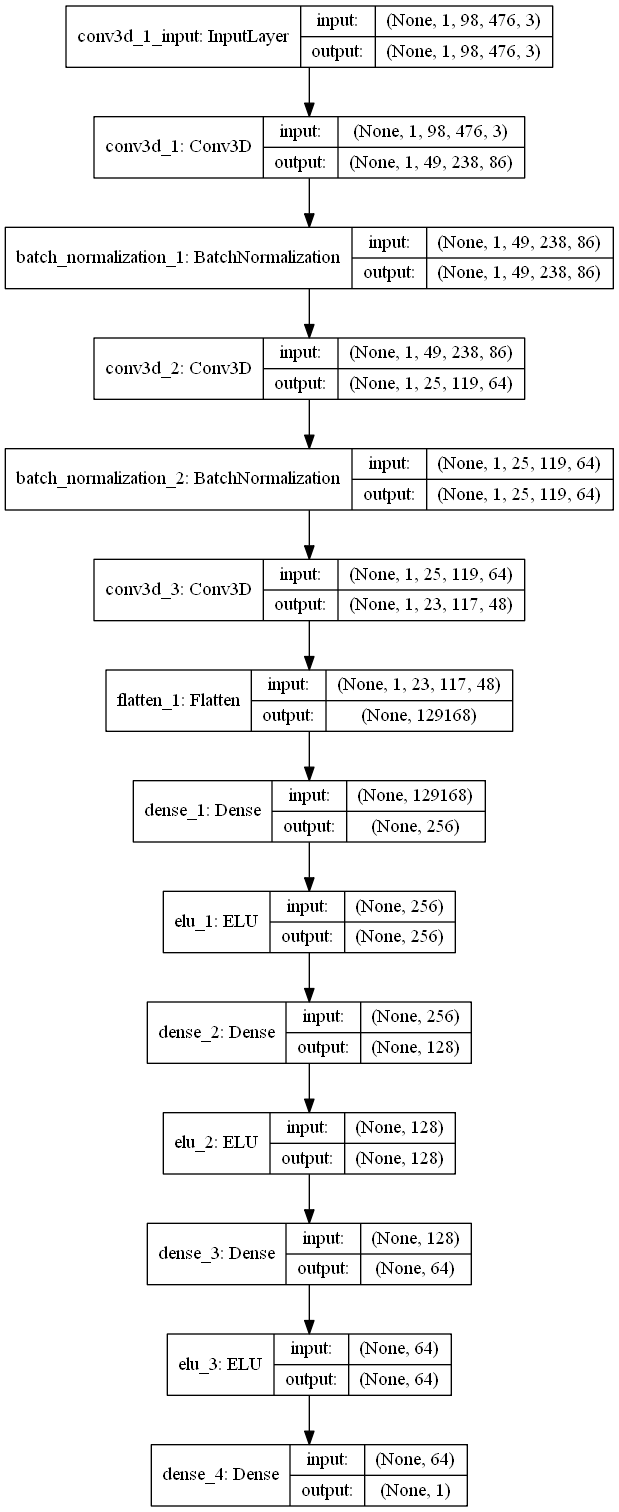 conv3d_1_input: InputLayer
input: (None, 1, 98, 476, 3)
output: (None, 1, 98, 476, 3)
conv3d_1: Conv3D
input: (None, 1, 98, 476, 3)
output: (None, 1, 49, 238, 86)
batch_normalization_1: BatchNormalization
input: (None, 1, 49, 238, 86)
output: (None, 1, 49, 238, 86)
conv3d_2: Conv3D
input: (None, 1, 49, 238, 86)
output: (None, 1, 25, 119, 64)
batch_normalization_2: BatchNormalization
input: (None, 1, 25, 119, 64)
output: (None, 1, 25, 119, 64)
conv3d_3: Conv3D
input: (None, 1, 25, 119, 64)
output: (None, 1, 23, 117, 48)
flatten_1: Flatten
input: (None, 1, 23, 117, 48)
output: (None, 129168)
dense_1: Dense
input: (None, 129168)
output: (None, 256)
elu_1: ELU
input: (None, 256)
output: (None, 256)
dense_2: Dense
input: (None, 256)
output: (None, 128)
elu_2: ELU
input: (None, 128)
output: (None, 128)
dense_3: Dense
input: (None, 128)
output: (None, 64)
elu_3: ELU
input: (None, 64)
output: (None, 64)
dense_4: Dense
input: (None, 64)
output: (None, 1)